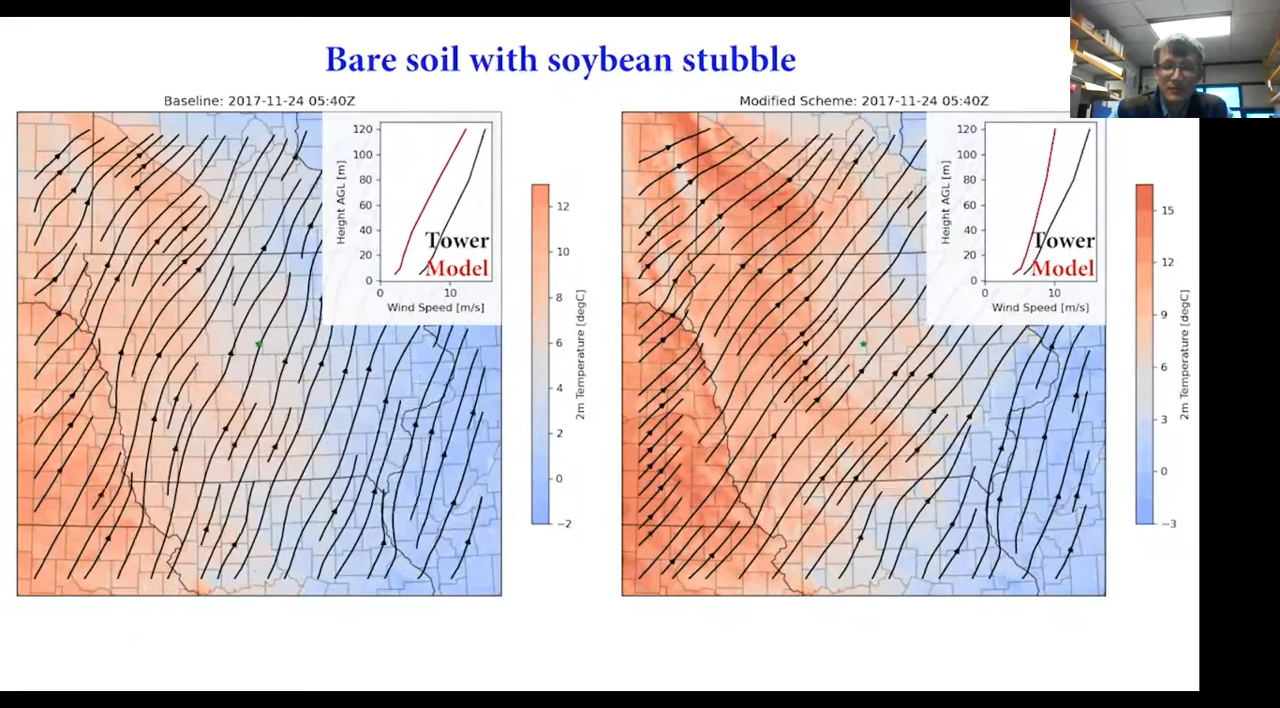 Bare soil with soybean stubble
Baseline: 2017-11-24 05:40Z
120
100
80
60
40
20
0
Height AGL [m]
Tower
Model
0
10
Wind Speed [m/s]
12
10
8
6
4
2
0
−2
2m Temperature [degC]
Modified Scheme: 2017-11-24 05:40Z
120
100
80
60
40
20
0
Height AGL [m]
Tower
Model
0
10
Wind Speed [m/s]
15
12
9
6
3
0
−3
2m Temperature [degC]